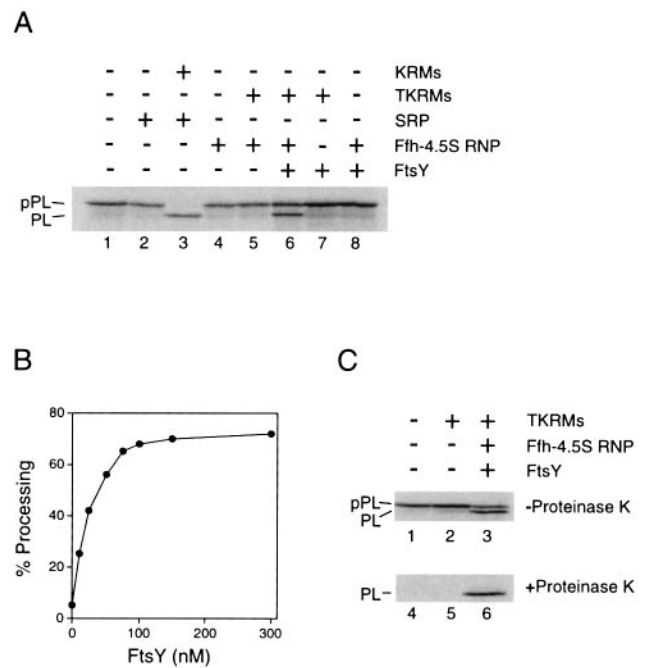 A
- - + - - - - - KRMs
- - - - + + + - TKRMs
- + + - - - - - SRP
- - - + + + - + Ffh-4.5S RNP
- - - - - + + + FtsY
pPL
PL
1 2 3 4 5 6 7 8
B
80
60
40
20
0
% Processing
0 100 200 300
FtsY (nM)
C
- + + TKRMs
- - + Ffh-4.5S RNP
- - + FtsY
pPL
PL
-Proteinase K
1 2 3
PL
+Proteinase K
4 5 6